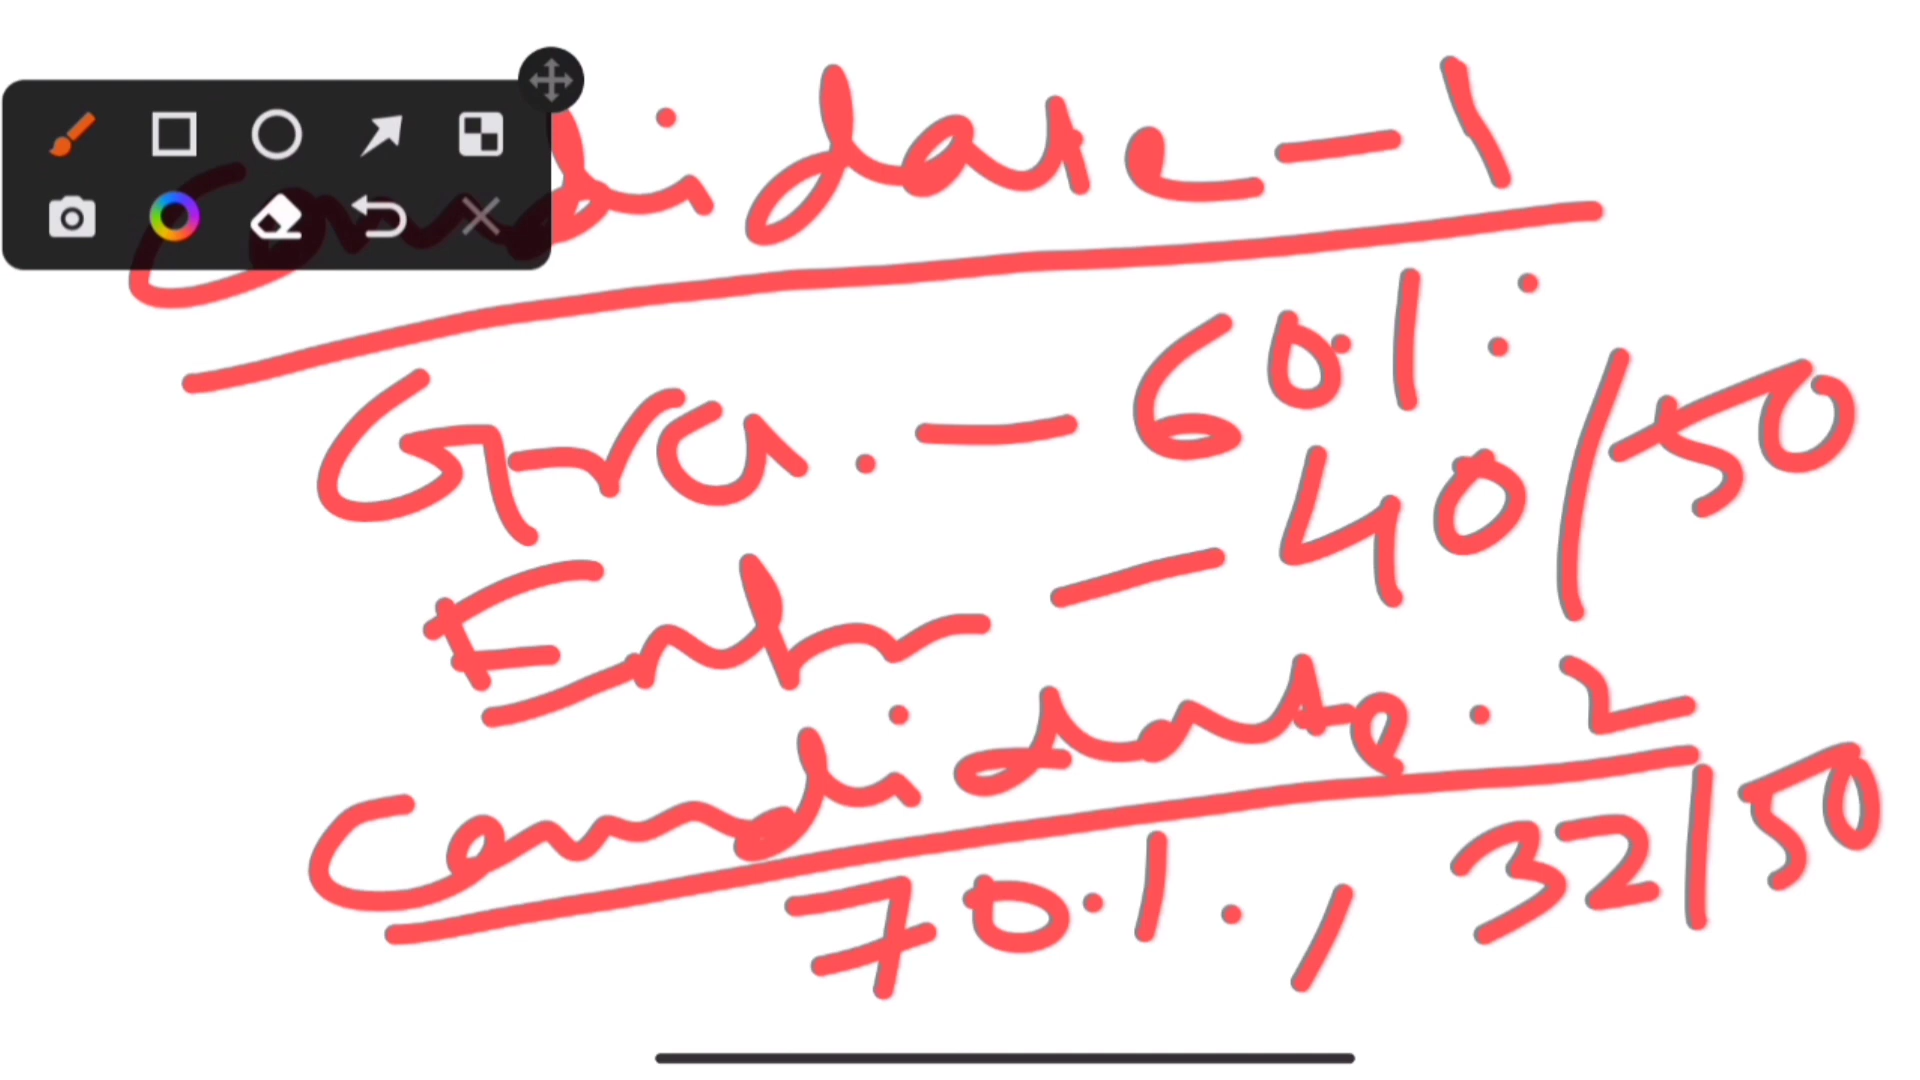 Candidate-1
Gra. - 60%
Entr - 40/50
Candidate. 2
70%, 32/50